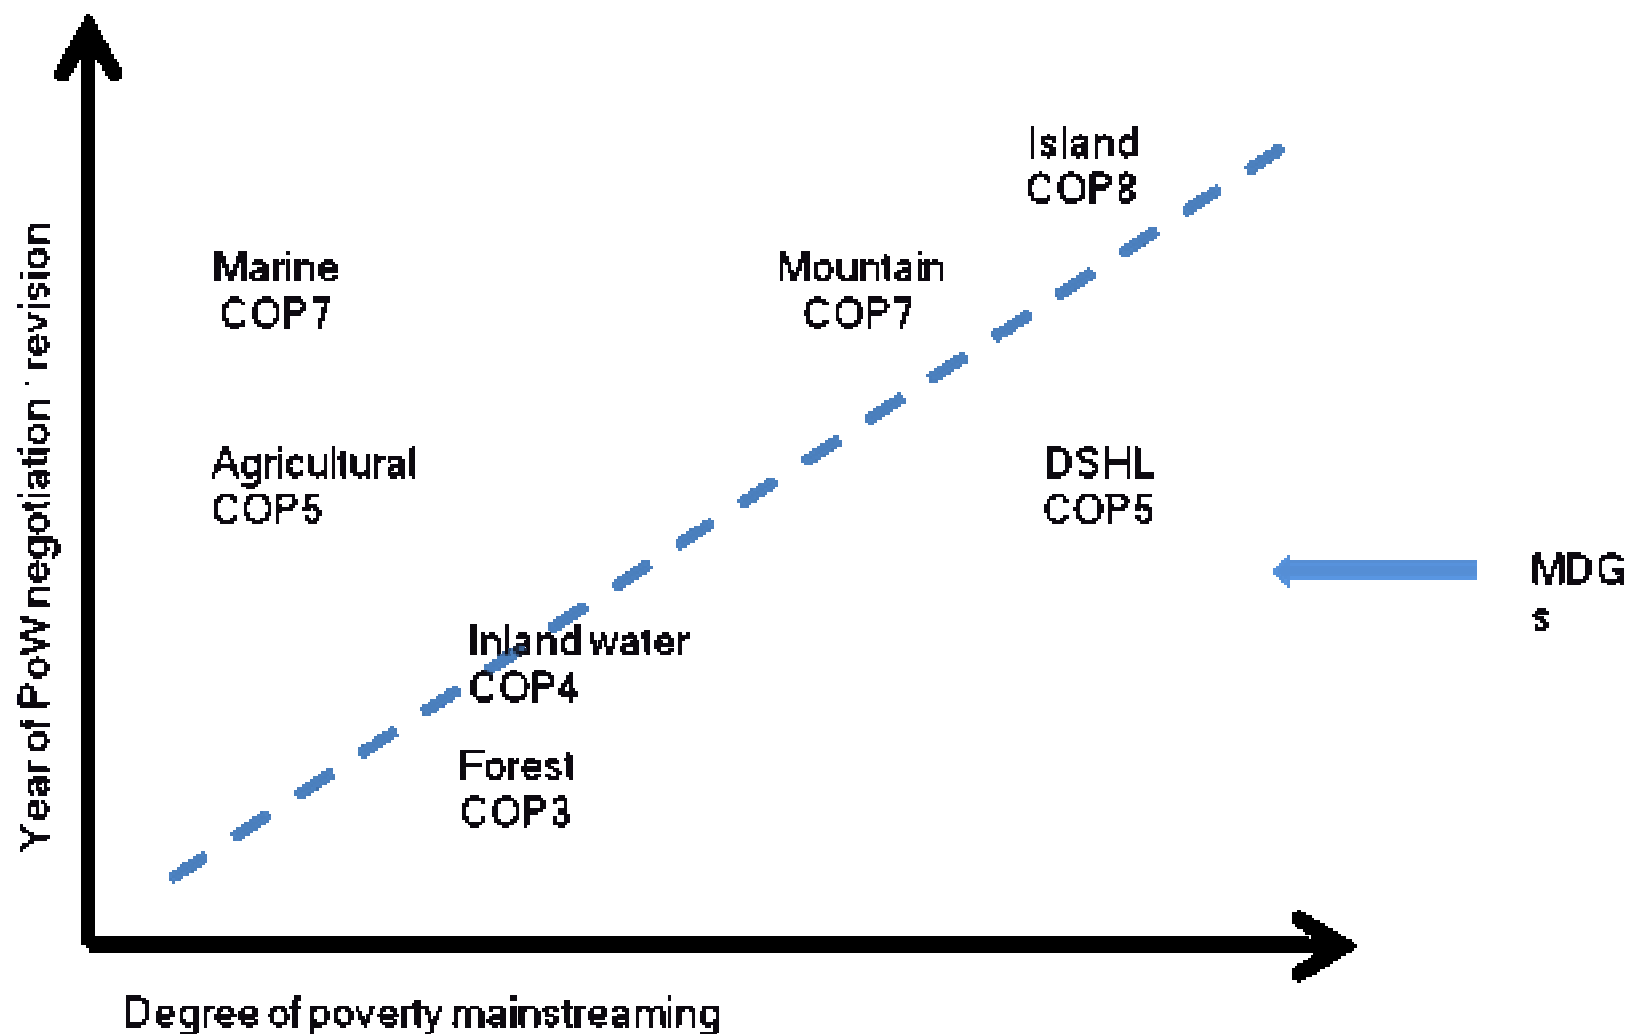 Year of PoW negotiation ' revision
Island
COP8
Marine
COP7
Mountain
COP7
Agricultural
COP5
DSHL
COP5
MDG
s
Inland water
COP4
Forest
COP3
Degree of poverty mainstreaming